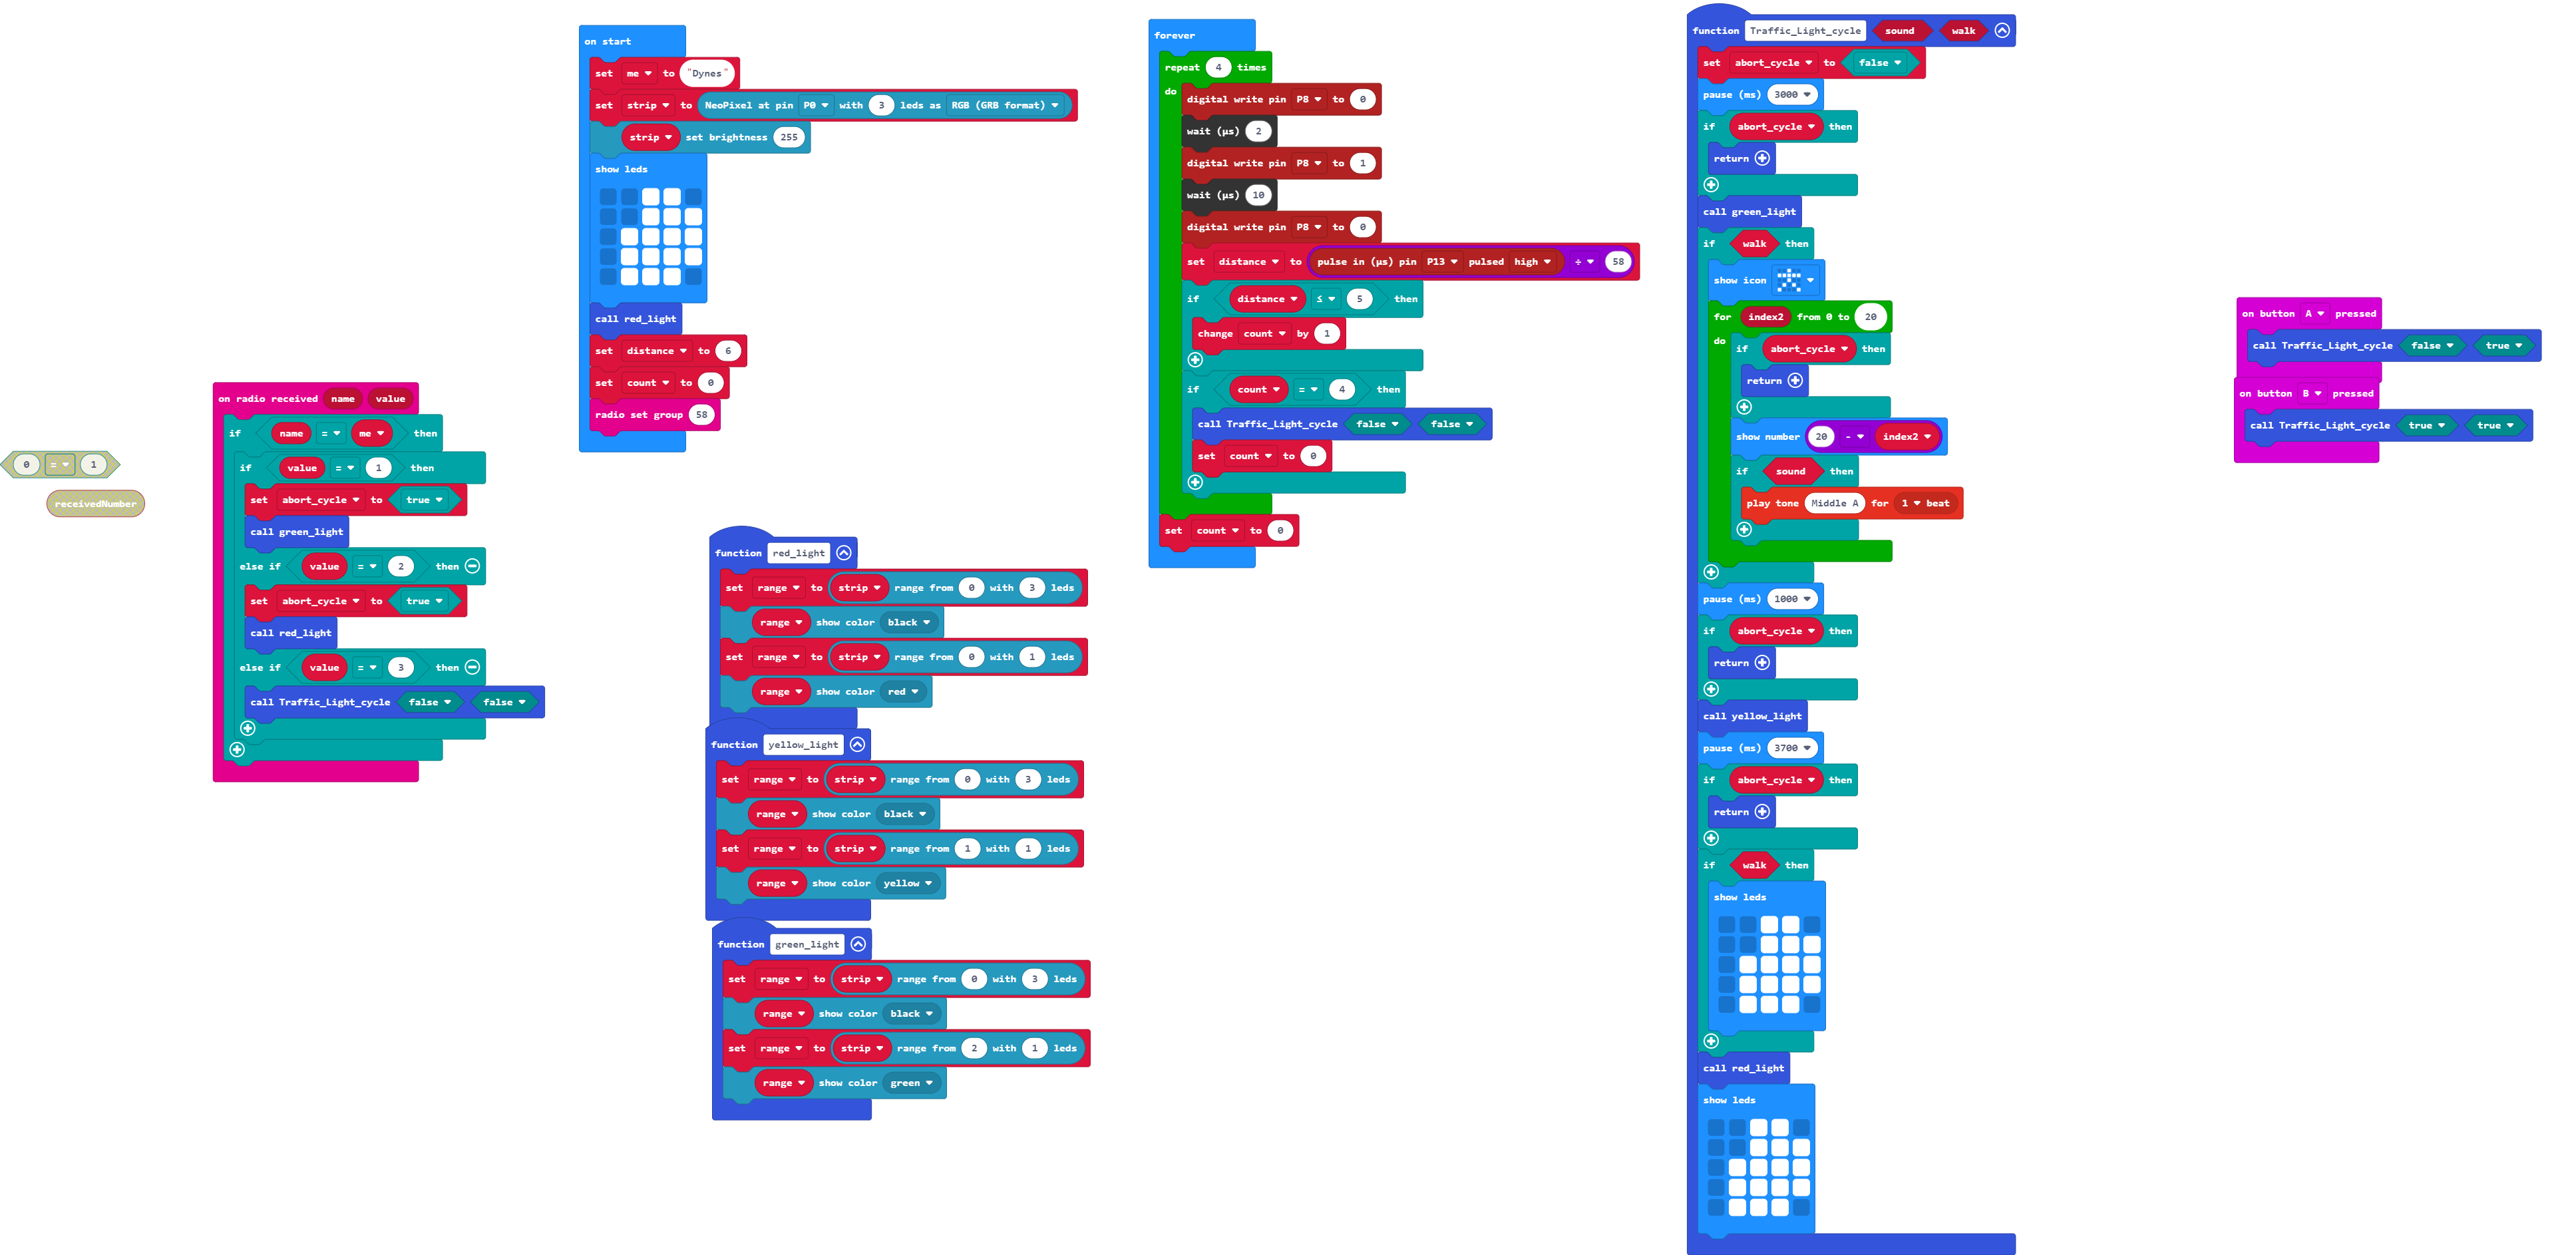 0 = 1
receivedNumber
on radio received name value
if name = me then
if value = 1 then
set abort_cycle to true
call green_light
else if value = 2 then
set abort_cycle to true
call red_light
else if value = 3 then
call Traffic_Light_cycle false false
on start
set me to "Dynes"
set strip to NeoPixel at pin P0 with 3 leds as RGB (GRB format)
strip set brightness 255
show leds
call red_light
set distance to 6
set count to 0
radio set group 58
function red_light
set range to strip range from 0 with 3 leds
range show color black
set range to strip range from 0 with 1 leds
range show color red
function yellow_light
set range to strip range from 0 with 3 leds
range show color black
set range to strip range from 1 with 1 leds
range show color yellow
function green_light
set range to strip range from 0 with 3 leds
range show color black
set range to strip range from 2 with 1 leds
range show color green
forever
repeat 4 times
do
digital write pin P8 to 0
wait (µs) 2
digital write pin P8 to 1
wait (µs) 10
digital write pin P8 to 0
set distance to pulse in (µs) pin P13 pulsed high ÷ 58
if distance ≤ 5 then
change count by 1
if count = 4 then
call Traffic_Light_cycle false false
set count to 0
set count to 0
function Traffic_Light_cycle sound walk
set abort_cycle to false
pause (ms) 3000
if abort_cycle then
return
call green_light
if walk then
show icon
for index2 from 0 to 20
do
if abort_cycle then
return
show number 20 - index2
if sound then
play tone Middle A for 1 beat
pause (ms) 1000
if abort_cycle then
return
call yellow_light
pause (ms) 3700
if abort_cycle then
return
if walk then
show leds
call red_light
show leds
on button A pressed
call Traffic_Light_cycle false true
on button B pressed
call Traffic_Light_cycle true true